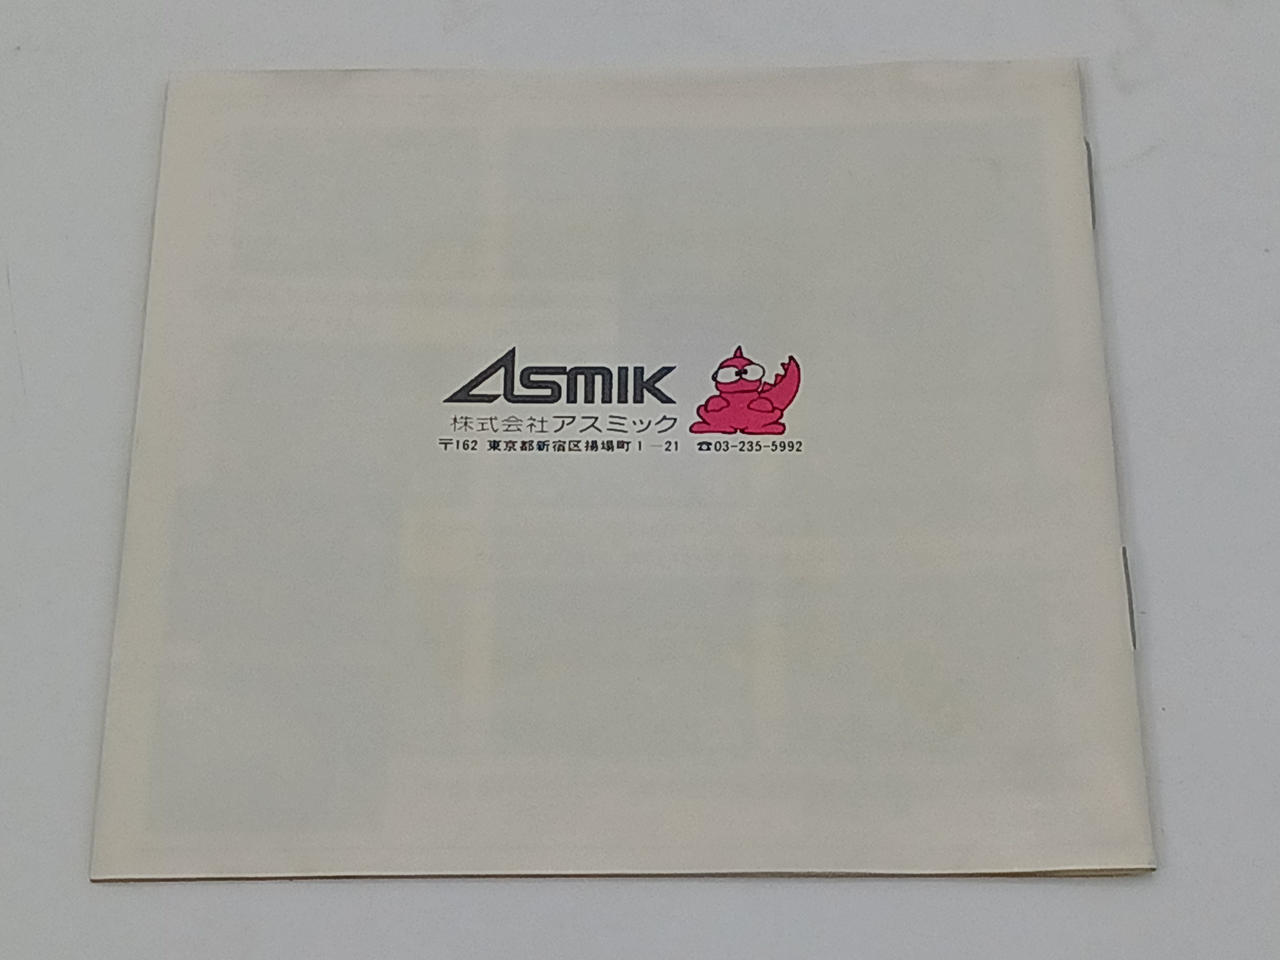 ASMIK
株式会社アスミック
〒162 東京都新宿区揚場町1-21 ☎03-235-5992